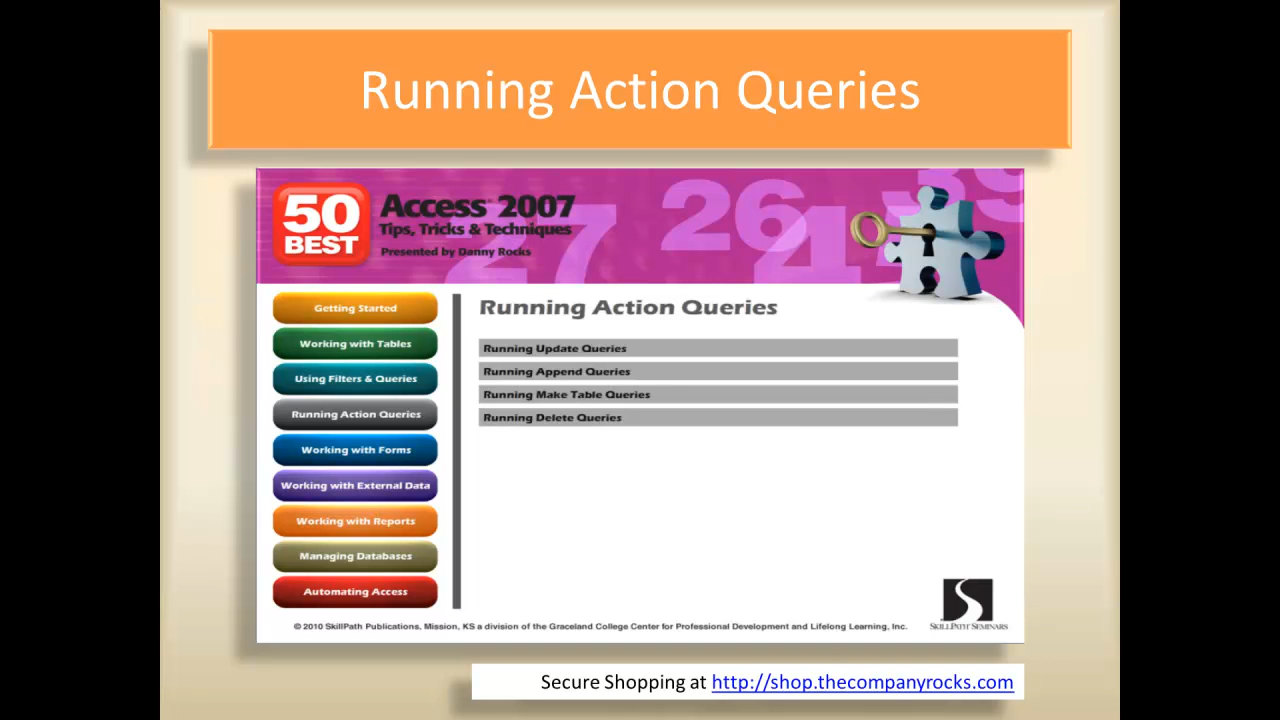 Running Action Queries
50
BEST
Access 2007
Tips, Tricks & Techniques
Presented by Danny Rocks
27
26
41
39
Getting Started
Working with Tables
Using Filters & Queries
Running Action Queries
Working with Forms
Working with External Data
Working with Reports
Managing Databases
Automating Access
Running Action Queries
Running Update Queries
Running Append Queries
Running Make Table Queries
Running Delete Queries
SKILLPATH SEMINARS
© 2010 SkillPath Publications, Mission, KS a division of the Graceland College Center for Professional Development and Lifelong Learning, Inc.
Secure Shopping at http://shop.thecompanyrocks.com